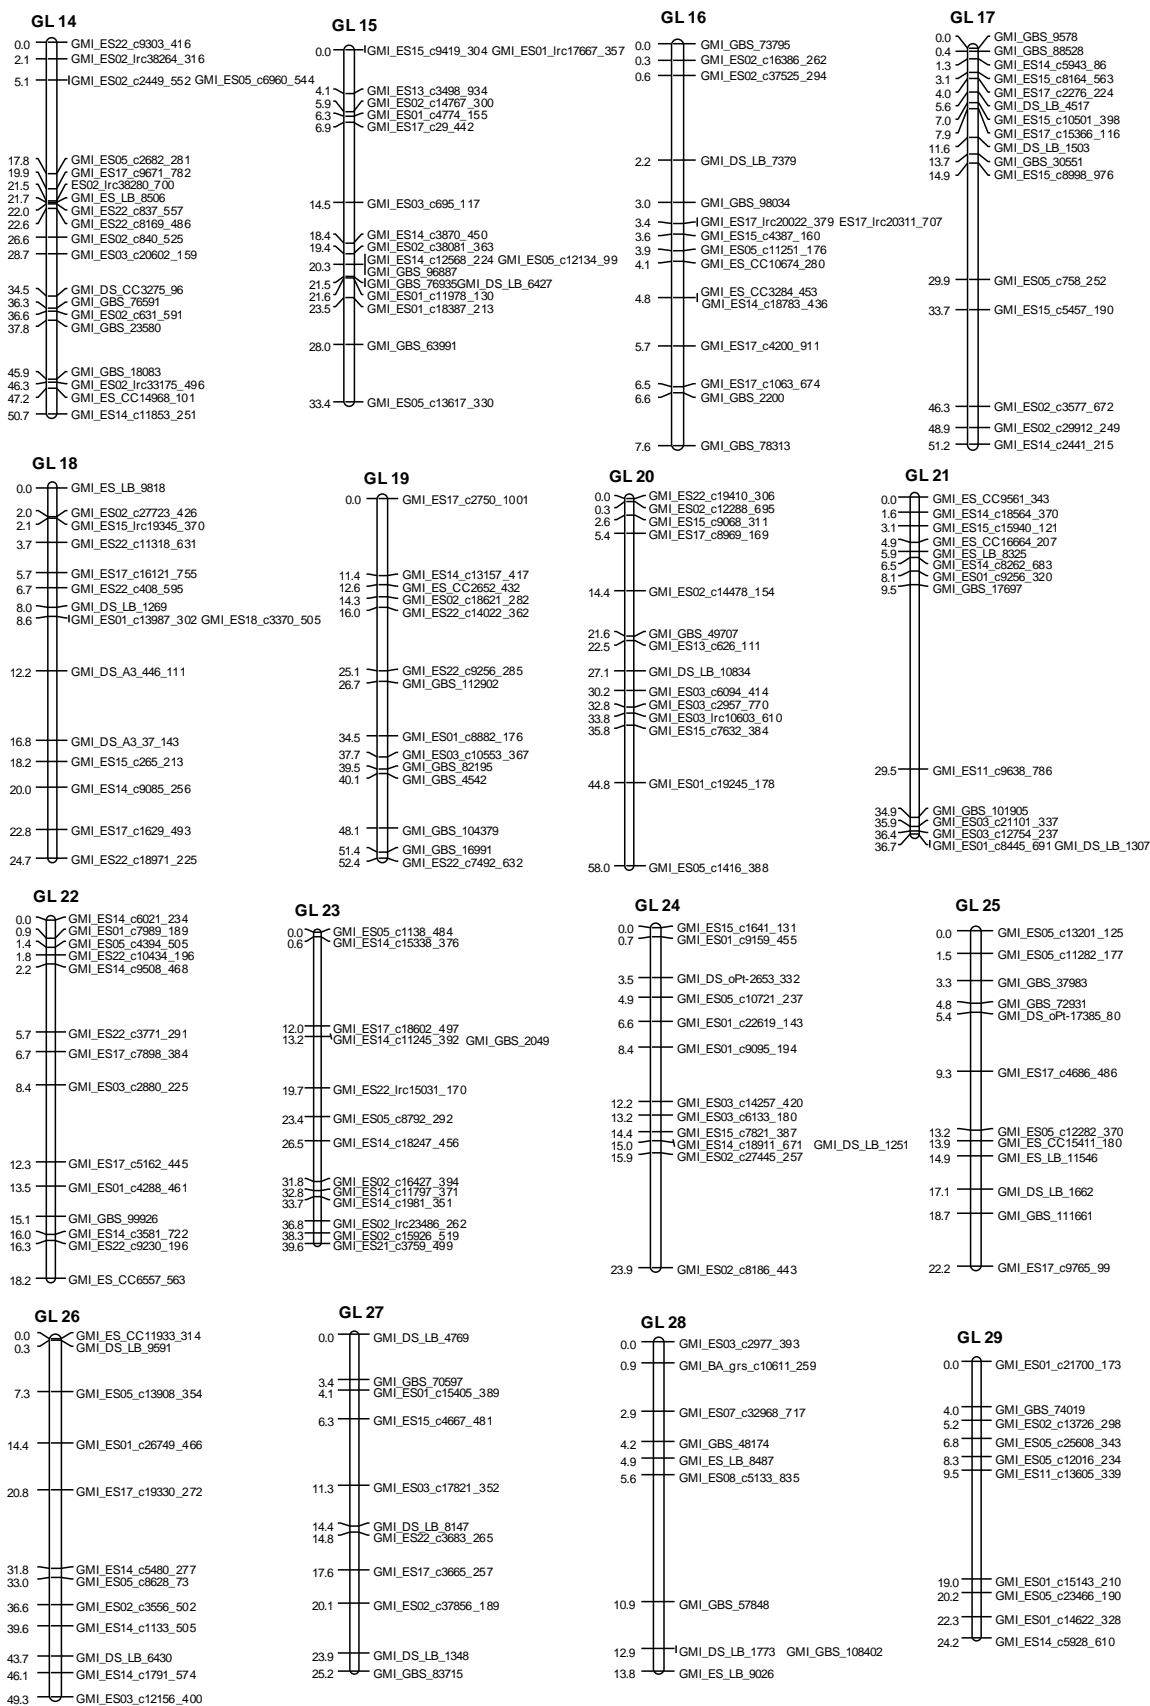 GL 14
0.0 GMI_ES22_c9303_416
2.1 GMI_ES02_lrc38264_316
5.1 GMI_ES02_c2449_552 GMI_ES05_c6960_544
17.8 GMI_ES05_c2682_281
19.9 GMI_ES17_c9671_782
21.5 ES02_lrc38280_700
21.7 GMI_ES_LB_8506
22.0 GMI_ES22_c837_557
22.6 GMI_ES22_c8169_486
26.6 GMI_ES02_c840_525
28.7 GMI_ES03_c20602_159
34.5 GMI_DS_CC3275_96
36.3 GMI_GBS_76591
36.6 GMI_ES02_c631_591
37.8 GMI_GBS_23580
45.9 GMI_GBS_18083
46.3 GMI_ES02_lrc33175_496
47.2 GMI_ES_CC14968_101
50.7 GMI_ES14_c11853_251
GL 15
0.0 GMI_ES15_c9419_304 GMI_ES01_lrc17667_357
4.1 GMI_ES13_c3498_934
5.9 GMI_ES02_c14767_300
6.3 GMI_ES01_c4774_155
6.9 GMI_ES17_c29_442
14.5 GMI_ES03_c695_117
18.4 GMI_ES14_c3870_450
19.4 GMI_ES02_c38081_363
20.3 GMI_ES14_c12568_224 GMI_ES05_c12134_99
GMI_GBS_96887
21.5 GMI_GBS_76935GMI_DS_LB_6427
21.6 GMI_ES01_c11978_130
23.5 GMI_ES01_c18387_213
28.0 GMI_GBS_63991
33.4 GMI_ES05_c13617_330
GL 16
0.0 GMI_GBS_73795
0.3 GMI_ES02_c16386_262
0.6 GMI_ES02_c37525_294
2.2 GMI_DS_LB_7379
3.0 GMI_GBS_98034
3.4 GMI_ES17_lrc20022_379 ES17_lrc20311_707
3.6 GMI_ES15_c4387_160
3.9 GMI_ES05_c11251_176
4.1 GMI_ES_CC10674_280
4.8 GMI_ES_CC3284_453
GMI_ES14_c18783_436
5.7 GMI_ES17_c4200_911
6.5 GMI_ES17_c1063_674
6.6 GMI_GBS_2200
7.6 GMI_GBS_78313
GL 17
0.0 GMI_GBS_9578
0.4 GMI_GBS_88528
1.3 GMI_ES14_c5943_86
3.1 GMI_ES15_c8164_563
4.0 GMI_ES17_c2276_224
5.6 GMI_DS_LB_4517
7.0 GMI_ES15_c10501_398
7.9 GMI_ES17_c15366_116
11.6 GMI_DS_LB_1503
13.7 GMI_GBS_30551
14.9 GMI_ES15_c8998_976
29.9 GMI_ES05_c758_252
33.7 GMI_ES15_c5457_190
46.3 GMI_ES02_c3577_672
48.9 GMI_ES02_c29912_249
51.2 GMI_ES14_c2441_215
GL 18
0.0 GMI_ES_LB_9818
2.0 GMI_ES02_c27723_426
2.1 GMI_ES15_lrc19345_370
3.7 GMI_ES22_c11318_631
5.7 GMI_ES17_c16121_755
6.7 GMI_ES22_c408_595
8.0 GMI_DS_LB_1269
8.6 GMI_ES01_c13987_302 GMI_ES18_c3370_505
12.2 GMI_DS_A3_446_111
16.8 GMI_DS_A3_37_143
18.2 GMI_ES15_c265_213
20.0 GMI_ES14_c9085_256
22.8 GMI_ES17_c1629_493
24.7 GMI_ES22_c18971_225
GL 19
0.0 GMI_ES17_c2750_1001
11.4 GMI_ES14_c13157_417
12.6 GMI_ES_CC2652_432
14.3 GMI_ES02_c18621_282
16.0 GMI_ES22_c14022_362
25.1 GMI_ES22_c9256_285
26.7 GMI_GBS_112902
34.5 GMI_ES01_c8882_176
37.7 GMI_ES03_c10553_367
39.5 GMI_GBS_82195
40.1 GMI_GBS_4542
48.1 GMI_GBS_104379
51.4 GMI_GBS_16991
52.4 GMI_ES22_c7492_632
GL 20
0.0 GMI_ES22_c19410_306
0.3 GMI_ES02_c12288_695
2.6 GMI_ES15_c9068_311
5.4 GMI_ES17_c8969_169
14.4 GMI_ES02_c14478_154
21.6 GMI_GBS_49707
22.5 GMI_ES13_c626_111
27.1 GMI_DS_LB_10834
30.2 GMI_ES03_c6094_414
32.8 GMI_ES03_c2957_770
33.8 GMI_ES03_lrc10603_610
35.8 GMI_ES15_c7632_384
44.8 GMI_ES01_c19245_178
58.0 GMI_ES05_c1416_388
GL 21
0.0 GMI_ES_CC9561_343
1.6 GMI_ES14_c18564_370
3.1 GMI_ES15_c15940_121
4.9 GMI_ES_CC16664_207
5.9 GMI_ES_LB_8325
6.5 GMI_ES14_c8262_683
8.1 GMI_ES01_c9256_320
9.5 GMI_GBS_17697
29.5 GMI_ES11_c9638_786
34.9 GMI_GBS_101905
35.9 GMI_ES03_c21101_337
36.4 GMI_ES03_c12754_237
36.7 GMI_ES01_c8445_691 GMI_DS_LB_1307
GL 22
0.0 GMI_ES14_c6021_234
0.9 GMI_ES01_c7989_189
1.4 GMI_ES05_c4394_505
1.8 GMI_ES22_c10434_196
2.2 GMI_ES14_c9508_468
5.7 GMI_ES22_c3771_291
6.7 GMI_ES17_c7898_384
8.4 GMI_ES03_c2880_225
12.3 GMI_ES17_c5162_445
13.5 GMI_ES01_c4288_461
15.1 GMI_GBS_99926
16.0 GMI_ES14_c3581_722
16.3 GMI_ES22_c9230_196
18.2 GMI_ES_CC6557_563
GL 23
0.0 GMI_ES05_c1138_484
0.6 GMI_ES14_c15338_376
12.0 GMI_ES17_c18602_497
13.2 GMI_ES14_c11245_392 GMI_GBS_2049
19.7 GMI_ES22_lrc15031_170
23.4 GMI_ES05_c8792_292
26.5 GMI_ES14_c18247_456
31.8 GMI_ES02_c16427_394
32.8 GMI_ES14_c11797_371
33.7 GMI_ES14_c1981_351
36.8 GMI_ES02_lrc23486_262
38.3 GMI_ES02_c15926_519
39.6 GMI_ES21_c3759_499
GL 24
0.0 GMI_ES15_c1641_131
0.7 GMI_ES01_c9159_455
3.5 GMI_DS_oPt-2653_332
4.9 GMI_ES05_c10721_237
6.6 GMI_ES01_c22619_143
8.4 GMI_ES01_c9095_194
12.2 GMI_ES03_c14257_420
13.2 GMI_ES03_c6133_180
14.4 GMI_ES15_c7821_387
15.0 GMI_ES14_c18911_671 GMI_DS_LB_1251
15.9 GMI_ES02_c27445_257
23.9 GMI_ES02_c8186_443
GL 25
0.0 GMI_ES05_c13201_125
1.5 GMI_ES05_c11282_177
3.3 GMI_GBS_37983
4.8 GMI_GBS_72931
5.4 GMI_DS_oPt-17385_80
9.3 GMI_ES17_c4686_486
13.2 GMI_ES05_c12282_370
13.9 GMI_ES_CC15411_180
14.9 GMI_ES_LB_11546
17.1 GMI_DS_LB_1662
18.7 GMI_GBS_111661
22.2 GMI_ES17_c9765_99
GL 26
0.0 GMI_ES_CC11933_314
0.3 GMI_DS_LB_9591
7.3 GMI_ES05_c13908_354
14.4 GMI_ES01_c26749_466
20.8 GMI_ES17_c19330_272
31.8 GMI_ES14_c5480_277
33.0 GMI_ES05_c8628_73
36.6 GMI_ES02_c3556_502
39.6 GMI_ES14_c1133_505
43.7 GMI_DS_LB_6430
46.1 GMI_ES14_c1791_574
49.3 GMI_ES03_c12156_400
GL 27
0.0 GMI_DS_LB_4769
3.4 GMI_GBS_70597
4.1 GMI_ES01_c15405_389
6.3 GMI_ES15_c4667_481
11.3 GMI_ES03_c17821_352
14.4 GMI_DS_LB_8147
14.8 GMI_ES22_c3683_265
17.6 GMI_ES17_c3665_257
20.1 GMI_ES02_c37856_189
23.9 GMI_DS_LB_1348
25.2 GMI_GBS_83715
GL 28
0.0 GMI_ES03_c2977_393
0.9 GMI_BA_grs_c10611_259
2.9 GMI_ES07_c32968_717
4.2 GMI_GBS_48174
4.9 GMI_ES_LB_8487
5.6 GMI_ES08_c5133_835
10.9 GMI_GBS_57848
12.9 GMI_DS_LB_1773 GMI_GBS_108402
13.8 GMI_ES_LB_9026
GL 29
0.0 GMI_ES01_c21700_173
4.0 GMI_GBS_74019
5.2 GMI_ES02_c13726_298
6.8 GMI_ES05_c25608_343
8.3 GMI_ES05_c12016_234
9.5 GMI_ES11_c13605_339
19.0 GMI_ES01_c15143_210
20.2 GMI_ES05_c23466_190
22.3 GMI_ES01_c14622_328
24.2 GMI_ES14_c5928_610